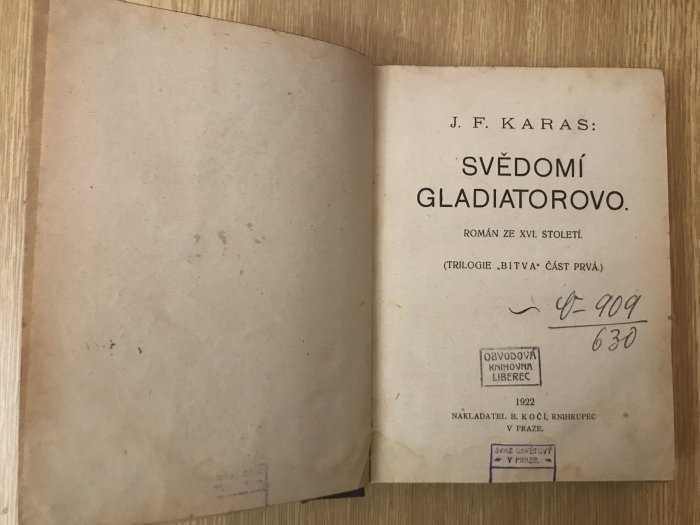 J. F. KARAS:
SVĚDOMÍ
GLADIATOROVO.
ROMÁN ZE XVI. STOLETÍ.
(TRILOGIE „BITVA“ ČÁST PRVÁ.)
909
630
OBVODOVÁ
KNIHOVNA
LIBEREC
1922
NAKLADATEL B. KOČÍ, KNIHKUPEC
V PRAZE.
SVAZ OSVĚTOVÝ
V PRAZE.